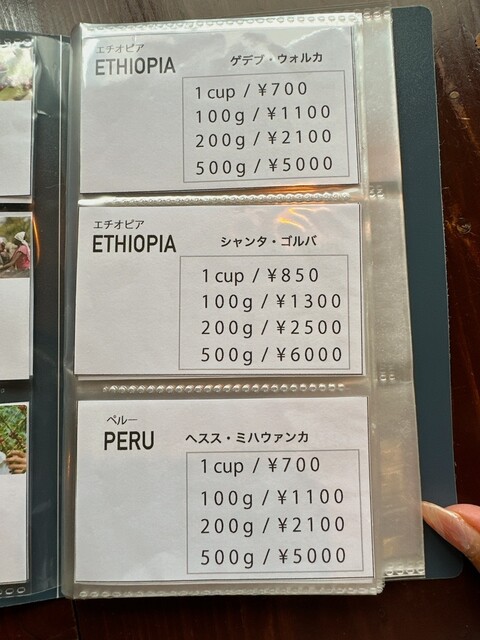 エチオピア
ETHIOPIA
ゲデブ・ウォルカ
1cup / ¥700
100g / ¥1100
200g / ¥2100
500g / ¥5000
エチオピア
ETHIOPIA
シャンタ・ゴルバ
1cup / ¥850
100g / ¥1300
200g / ¥2500
500g / ¥6000
ペルー
PERU
ヘスス・ミハウァンカ
1cup / ¥700
100g / ¥1100
200g / ¥2100
500g / ¥5000